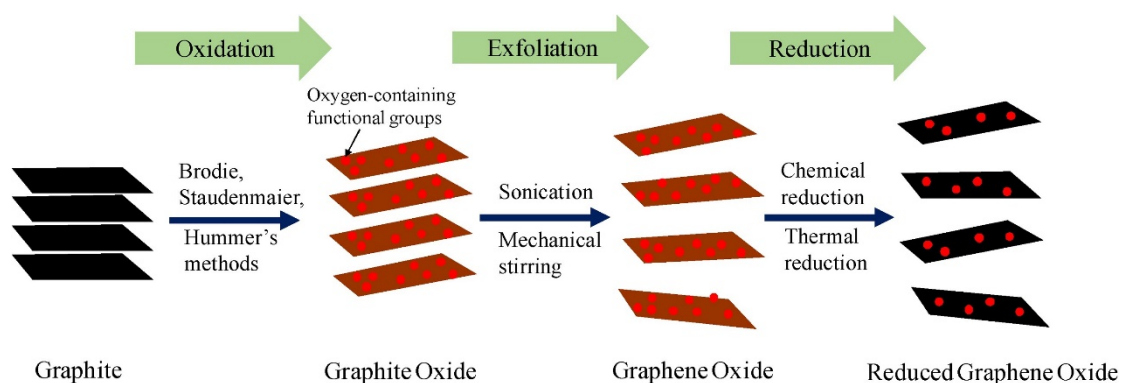 Oxidation
Exfoliation
Reduction
Oxygen-containing
functional groups
Brodie,
Staudenmaier,
Hummer's
methods
Sonication
Mechanical
stirring
Chemical
reduction
Thermal
reduction
Graphite
Graphite Oxide
Graphene Oxide
Reduced Graphene Oxide